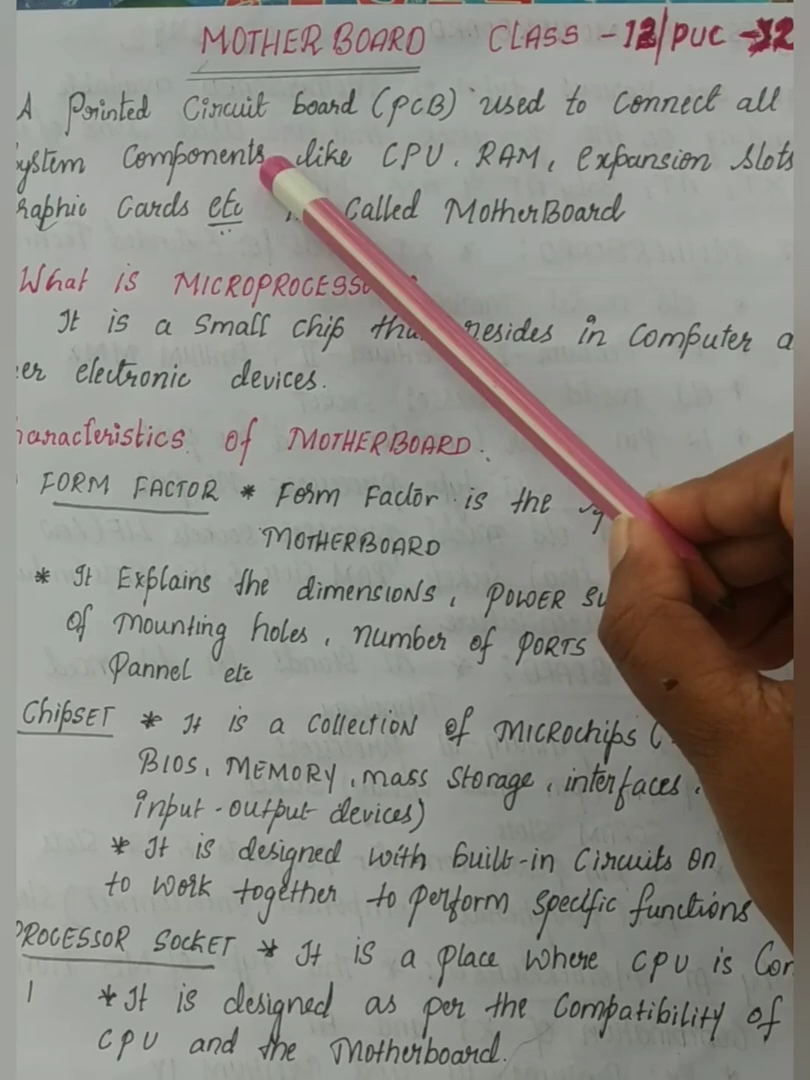 MOTHER BOARD CLASS - 12/PUC - 12
A Printed Circuit board (PCB) used to Connect all
ystem Components like CPU, RAM, Expansion Slots
raphic Cards etc Called MotherBoard
What is MICROPROCESSO
It is a Small chip tha resides in Computer a
er electronic devices.
haracteristics of MOTHERBOARD.
FORM FACTOR * Form Factor is the
MOTHERBOARD
* It Explains the dimensions, POWER SU
of mounting holes, number of PORTS
Pannel etc
ChipSET * It is a Collection of MICROchips (
BIOS, MEMORY, mass Storage, interfaces,
input-output devices)
* It is designed with built-in Circuits on
to work together to perform specific functions
PROCESSOR SOCKET * It is a place where CPU is Con
* It is designed as per the Compatibility of
CPU and the Motherboard.